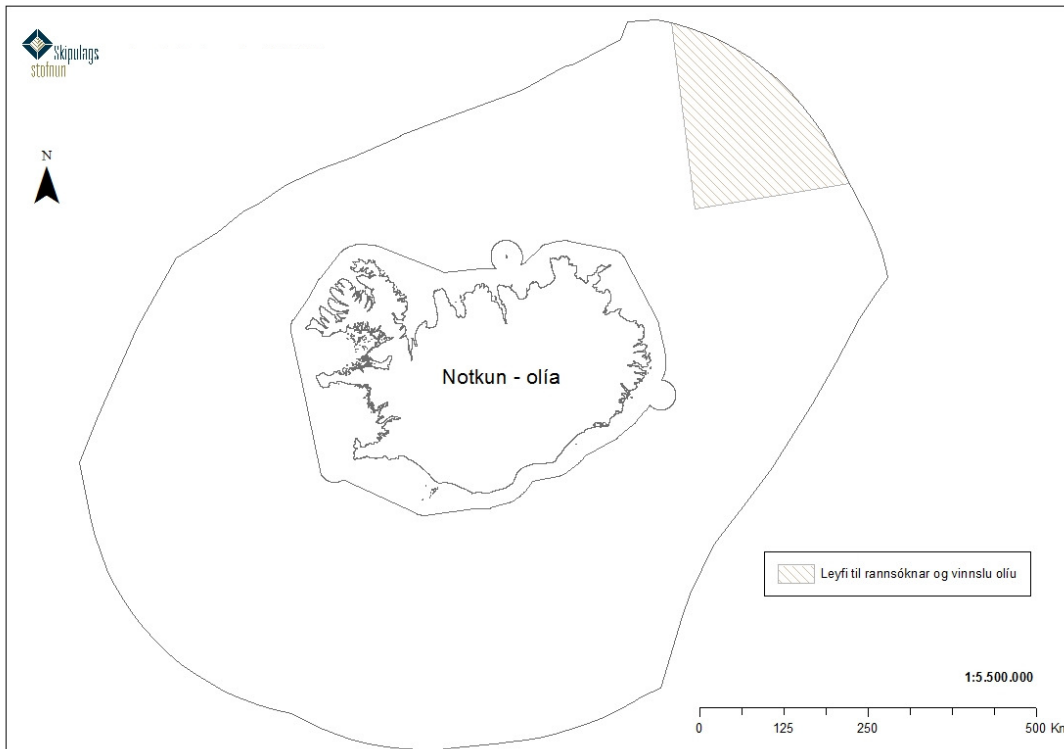 Skipulags
stofnun
N
Notkun - olía
Leyfi til rannsóknar og vinnslu olíu
1:5.500.000
0 125 250 500 Km